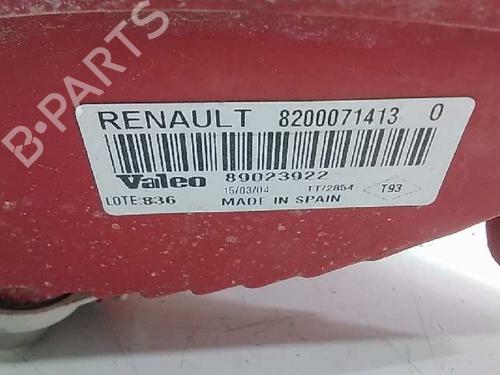 B-PARTS
RENAULT 8200071413 0
Valeo 89023922
15/03/04 TT/2854 T93
LOTE:836 MADE IN SPAIN